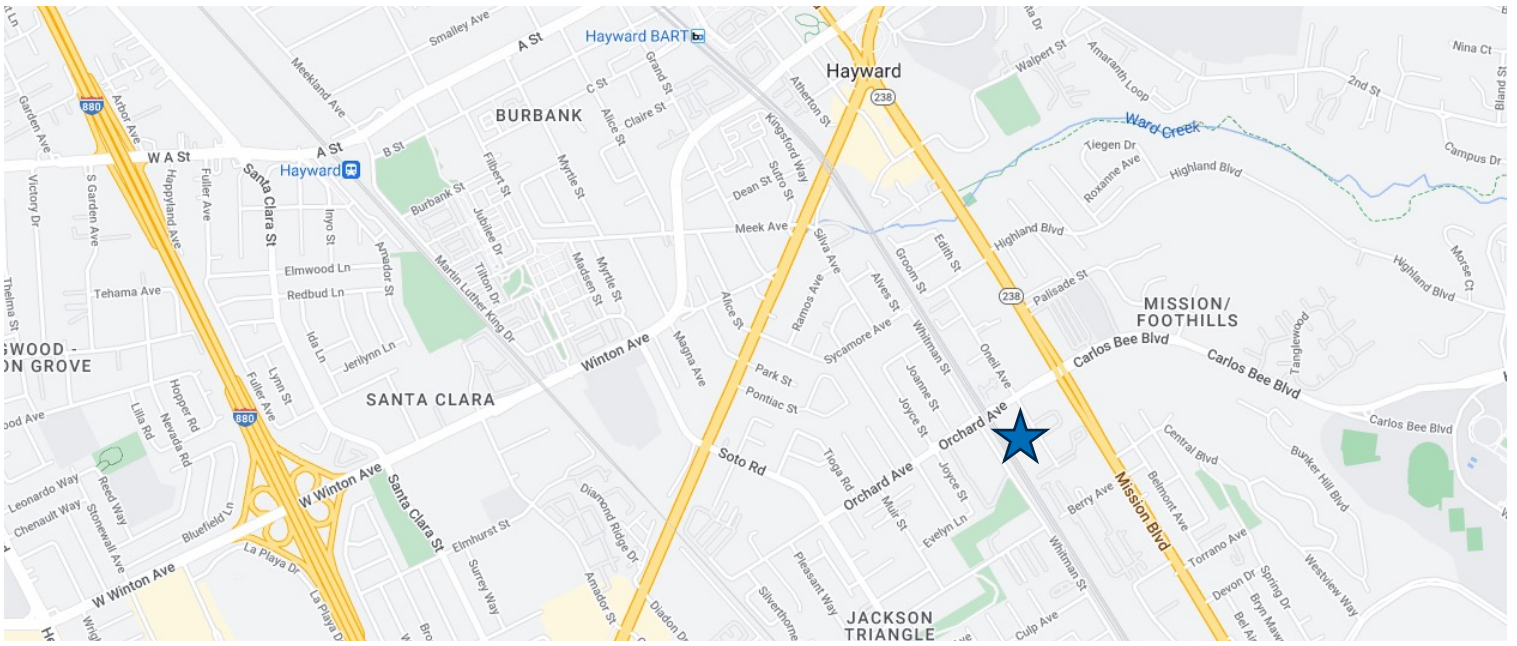 Smalley Ave
A St
Hayward BART
Walpert St
Amaranth Loop
Nina Ct
2nd St
Bland St
Hayward
238
Meekland Ave
Grand St
C St
Claire St
Alice St
Atherton St
880
Arbor Ave
Garden Ave
BURBANK
Kingsford Way
Ward Creek
Tiegen Dr
Roxanne Ave
Highland Blvd
Campus Dr
W A St
A St
B St
Hayward
Filbert St
Myrtle St
Dean St
Sutro St
Santa Clara St
Victory Dr
S Garden Ave
Happyland Ave
Fuller Ave
Inyo St
Burbank St
Jubilee Dr
Meek Ave
Silva Ave
Groom St
Edith St
Highland Blvd
Highland Blvd
Morse Ct
Amador St
Elmwood Ln
Redbud Ln
Tehama Ave
Thelma St
Martin Luther King Dr
Tilton Dr
Madsen St
Myrtle St
Alice St
Ramos Ave
Alves St
238
Palisade St
MISSION/
FOOTHILLS
Tanglewood
GWOOD -
ON GROVE
Ida Ln
Jerilynn Ln
Winton Ave
Magna Ave
Sycamore Ave
Whitman St
Oneil Ave
Carlos Bee Blvd
Carlos Bee Blvd
Carlos Bee Blvd
Park St
Pontiac St
Joanne St
Joyce St
Fuller Ave
Lynn St
Hopper Rd
Nevada Rd
Lilla Rd
ood Ave
880
SANTA CLARA
Orchard Ave
Orchard Ave
Soto Rd
Tioga Rd
Muir St
Joyce St
Evelyn Ln
Berry Ave
Mission Blvd
Central Blvd
Belmont Ave
Bunker Hill Blvd
Leonardo Way
Chenault Way
Reed Way
Stonewall Ave
Bluefield Ln
W Winton Ave
W Winton Ave
Santa Clara St
Elmhurst St
Diamond Ridge Dr
La Playa Dr
La Playa Dr
Surrey Way
Amador St
Diadon Dr
Silverthorne
Pleasant Way
Whitman St
Torrano Ave
Westview Way
Devon Dr
Spring Dr
Bryn Maw
Bel Air
JACKSON
TRIANGLE
Culp Ave